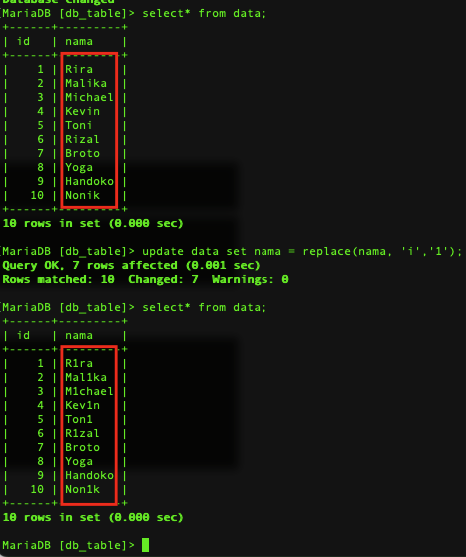 Database changed
MariaDB [db_table]> select* from data;
+------+---------+
| id | nama |
+------+---------+
| 1 | Rira |
| 2 | Malika |
| 3 | Michael |
| 4 | Kevin |
| 5 | Toni |
| 6 | Rizal |
| 7 | Broto |
| 8 | Yoga |
| 9 | Handoko |
| 10 | Nonik |
+------+---------+
10 rows in set (0.000 sec)
MariaDB [db_table]> update data set nama = replace(nama, 'i','1');
Query OK, 7 rows affected (0.001 sec)
Rows matched: 10 Changed: 7 Warnings: 0
MariaDB [db_table]> select* from data;
+------+---------+
| id | nama |
+------+---------+
| 1 | R1ra |
| 2 | Mal1ka |
| 3 | M1chael |
| 4 | Kev1n |
| 5 | Ton1 |
| 6 | R1zal |
| 7 | Broto |
| 8 | Yoga |
| 9 | Handoko |
| 10 | Non1k |
+------+---------+
10 rows in set (0.000 sec)
MariaDB [db_table]>